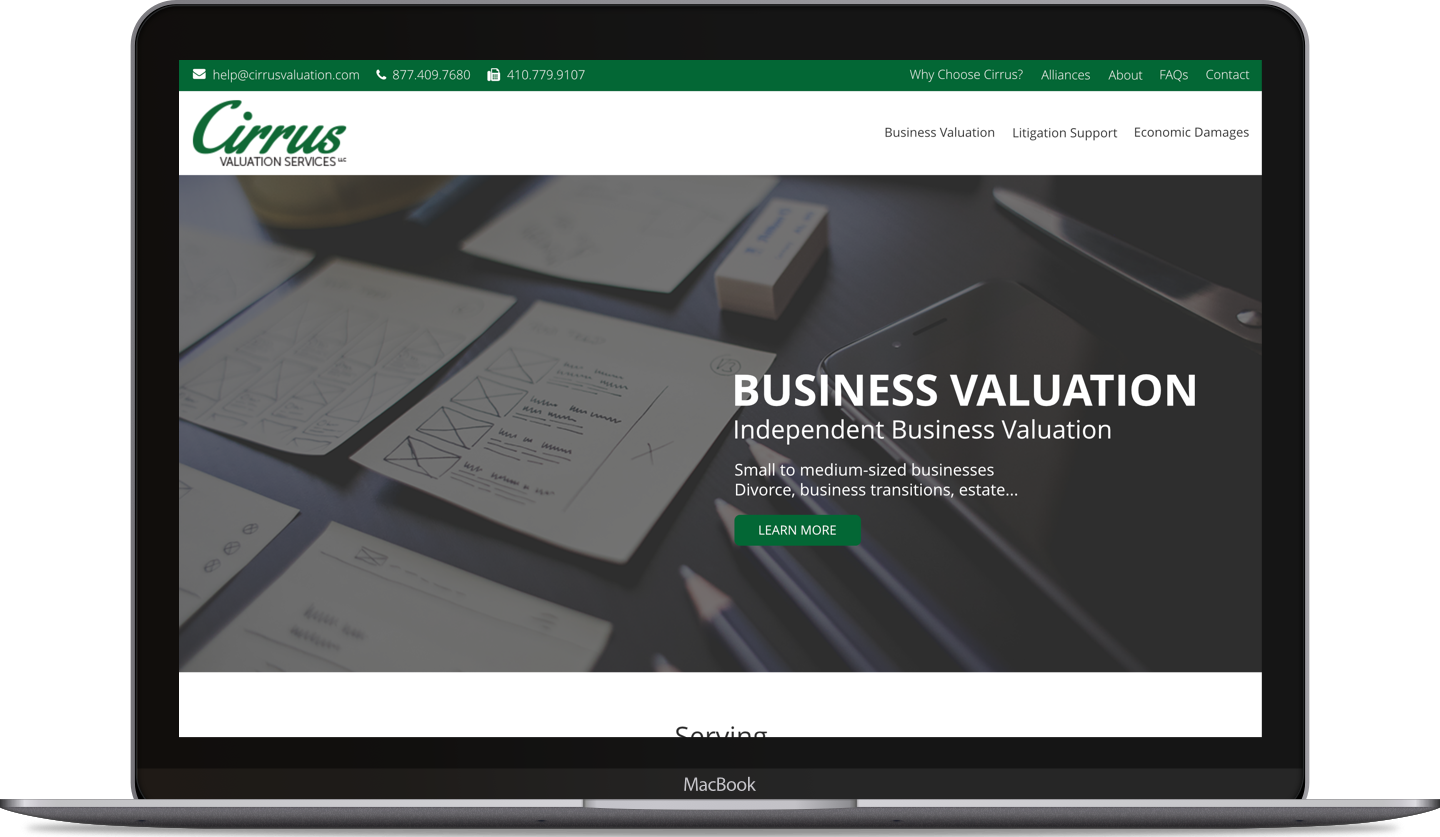 help@cirrusvaluation.com 877.409.7680 410.779.9107 Why Choose Cirrus? Alliances About FAQs Contact
Cirrus
VALUATION SERVICES LLC
Business Valuation Litigation Support Economic Damages
BUSINESS VALUATION
Independent Business Valuation
Small to medium-sized businesses
Divorce, business transitions, estate...
LEARN MORE
Serving
MacBook